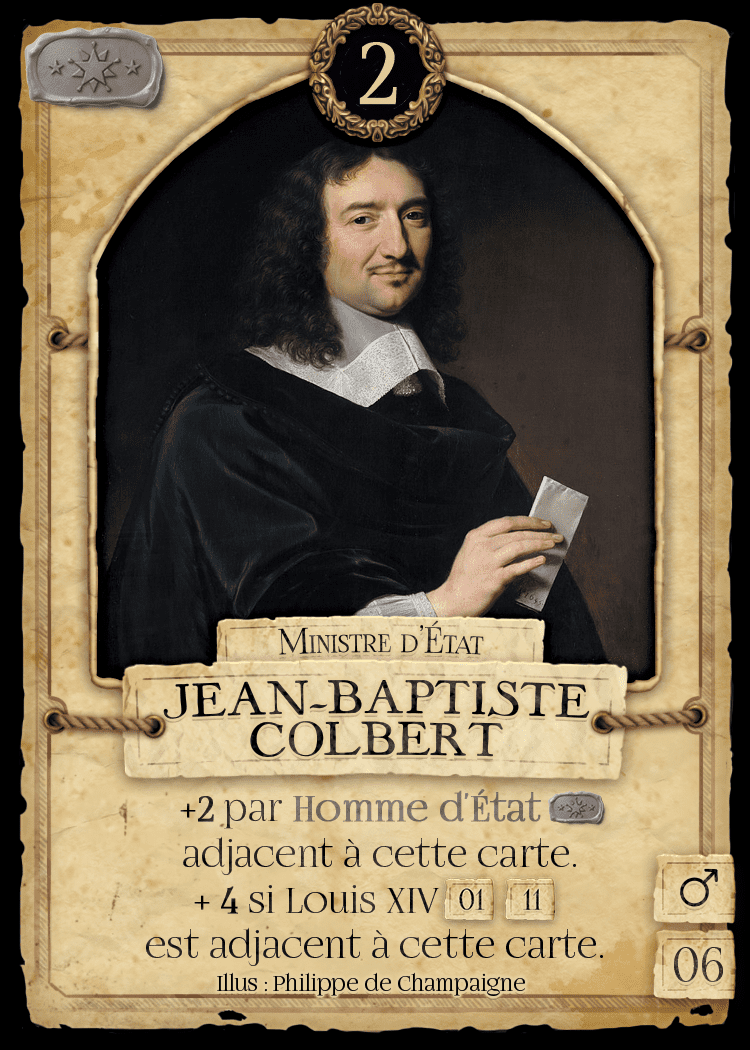 2
MINISTRE D'ÉTAT
JEAN-BAPTISTE
COLBERT
+2 par Homme d'État
adjacent à cette carte.
+ 4 si Louis XIV 01 11
est adjacent à cette carte.
Illus : Philippe de Champaigne
♂
06